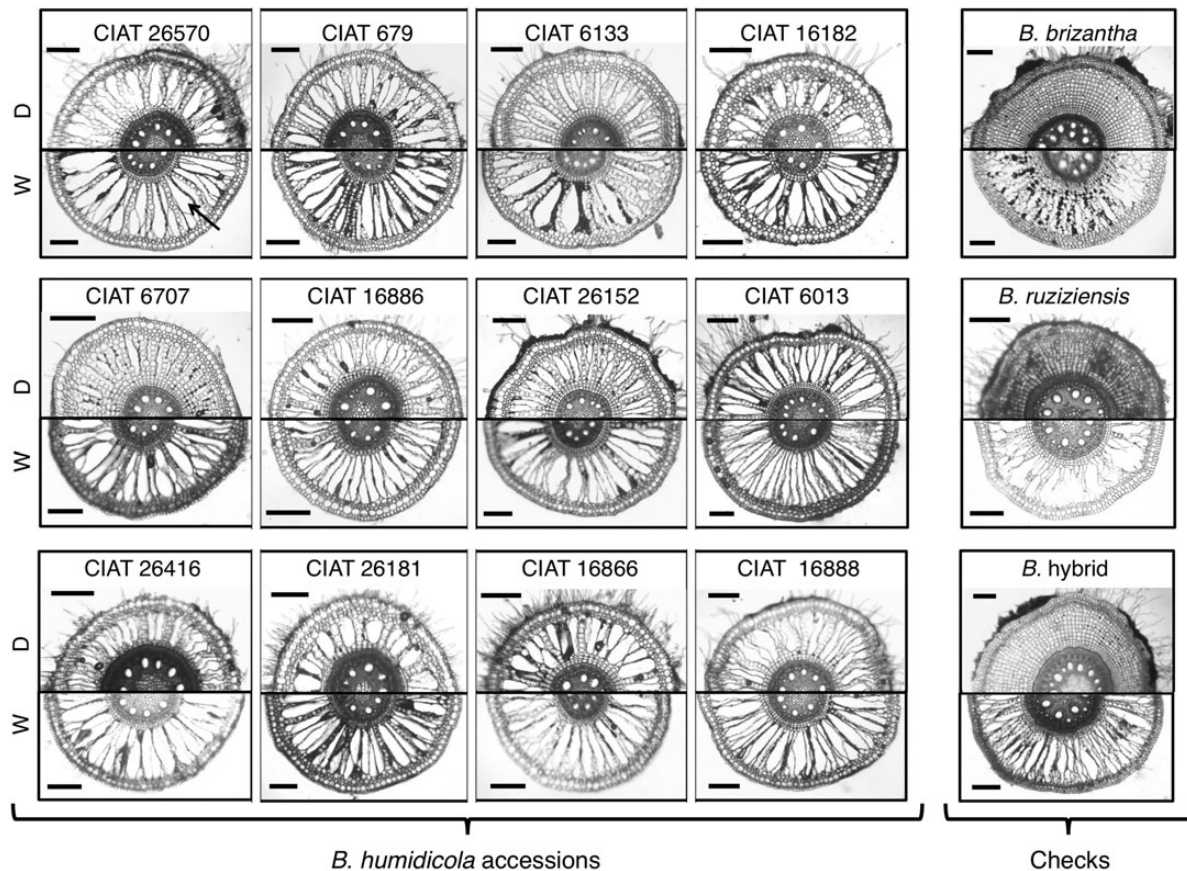 CIAT 26570 CIAT 679 CIAT 6133 CIAT 16182 B. brizantha
D
W
CIAT 6707 CIAT 16886 CIAT 26152 CIAT 6013 B. ruziziensis
D
W
CIAT 26416 CIAT 26181 CIAT 16866 CIAT 16888 B. hybrid
D
W
B. humidicola accessions Checks